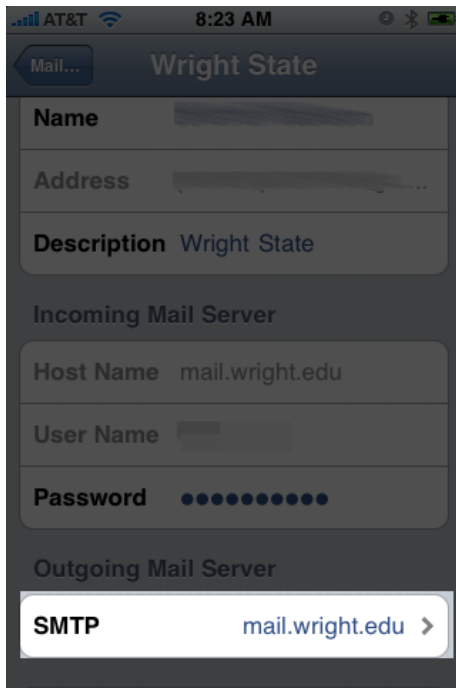 AT&T 8:23 AM
Mail... Wright State
Name
Address ...
Description Wright State
Incoming Mail Server
Host Name mail.wright.edu
User Name
Password ●●●●●●●●●●
Outgoing Mail Server
SMTP mail.wright.edu